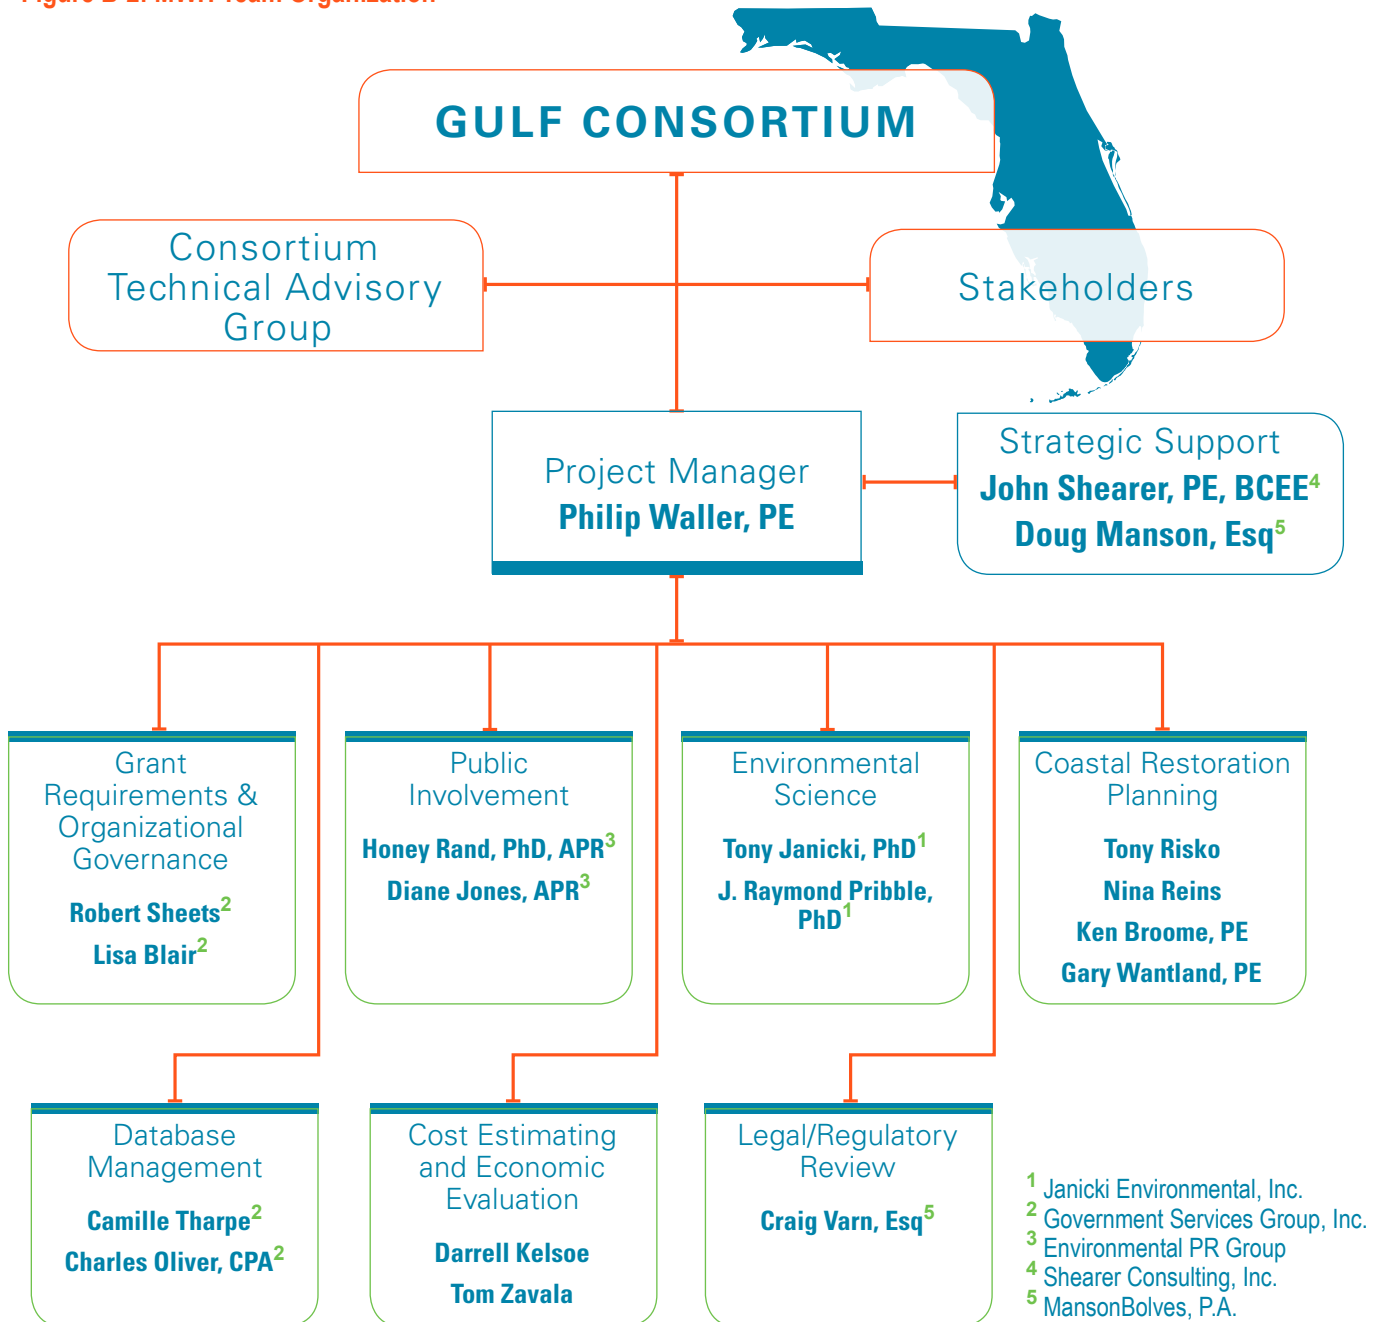 Team Organization
GULF CONSORTIUM
Consortium
Technical Advisory
Group
Stakeholders
Project Manager
Philip Waller, PE
Strategic Support
John Shearer, PE, BCEE4
Doug Manson, Esq5
Grant
Requirements &
Organizational
Governance
Robert Sheets2
Lisa Blair2
Public
Involvement
Honey Rand, PhD, APR3
Diane Jones, APR3
Environmental
Science
Tony Janicki, PhD1
J. Raymond Pribble,
PhD1
Coastal Restoration
Planning
Tony Risko
Nina Reins
Ken Broome, PE
Gary Wantland, PE
Database
Management
Camille Tharpe2
Charles Oliver, CPA2
Cost Estimating
and Economic
Evaluation
Darrell Kelsoe
Tom Zavala
Legal/Regulatory
Review
Craig Varn, Esq5
1 Janicki Environmental, Inc.
2 Government Services Group, Inc.
3 Environmental PR Group
4 Shearer Consulting, Inc.
5 MansonBolves, P.A.